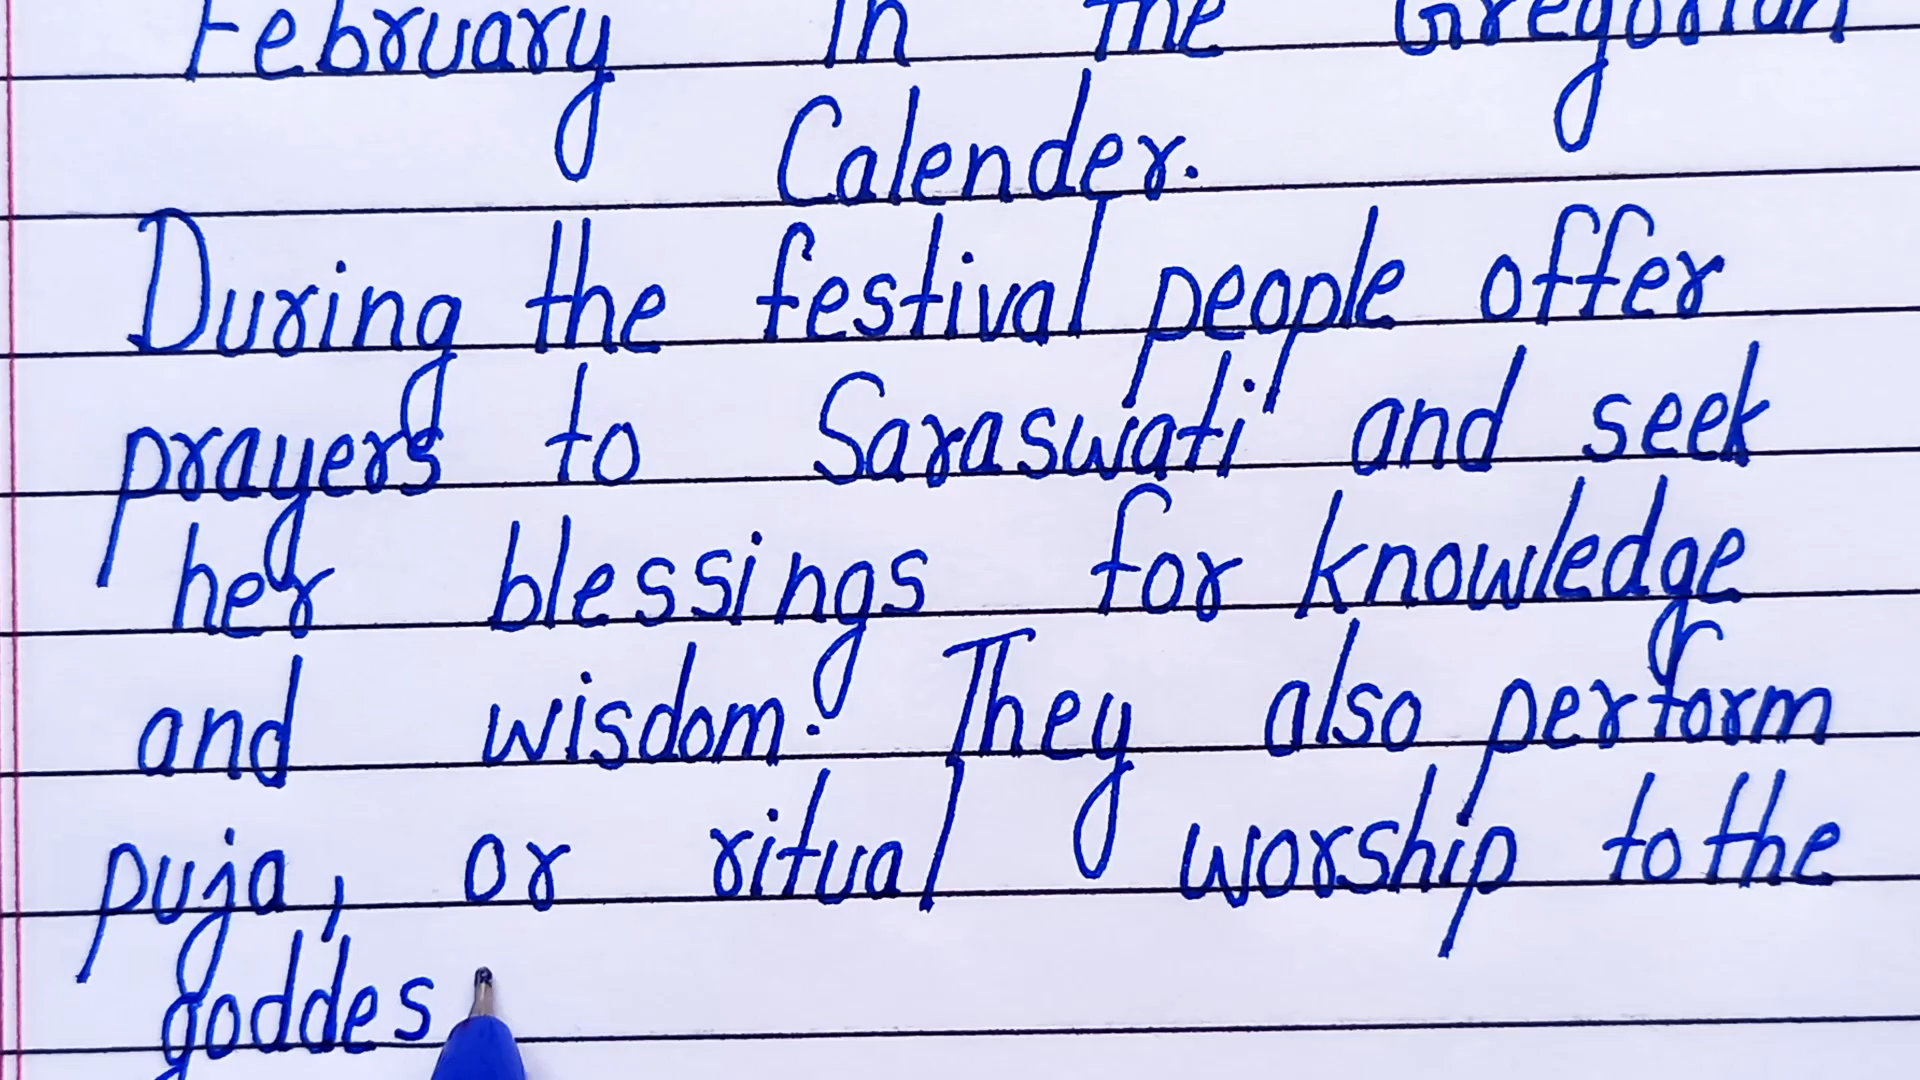 February in the Gregorian
Calender.
During the festival people offer
prayers to Saraswati and seek
her blessings for knowledge
and wisdom. They also perform
puja, or ritual worship to the
goddes